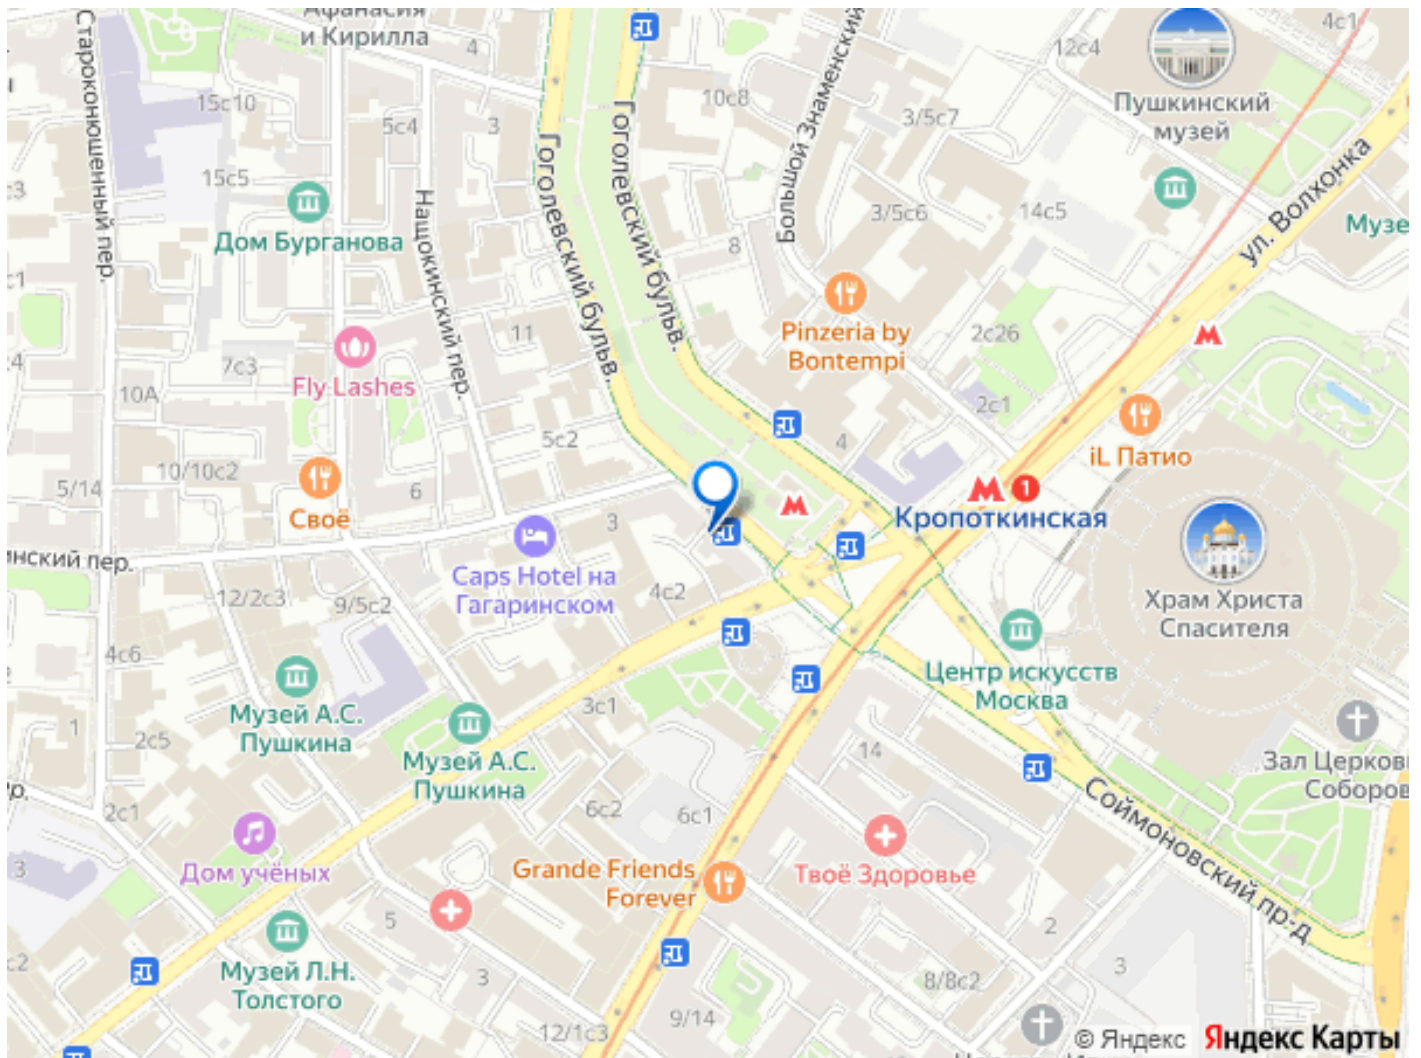 Афанасия
и Кирилла
4
4с1
12с4
Староконюшенный пер.
15с10
5с4
3
10с8
3/5с7
Пушкинский
музей
Гоголевский бульв.
Гоголевский бульв.
Большой Знаменский
ул. Волхонка
15с5
Нащокинский пер.
3/5с6
14с5
Музе
Дом Бурганова
8
Pinzeria by
Bontempi
2с26
11
7с3
Fly Lashes
10А
2с1
5с2
4
iL Патио
10/10с2
5/14
6
Своё
3
Кропоткинская
1
инский пер.
Caps Hotel на
Гагаринском
12/2с3
9/5с2
4с2
Храм Христа
Спасителя
4с6
Центр искусств
Москва
Музей А.С.
Пушкина
3с1
1
2с5
14
Музей А.С.
Пушкина
Зал Церковн
Соборов
2с1
6с2
6с1
Соймоновский пр-д
Дом учёных
Grande Friends
Forever
Твоё Здоровье
3
5
2
Музей Л.Н.
Толстого
3
8/8с2
3
9/14
12/1с3
© Яндекс Яндекс Карты